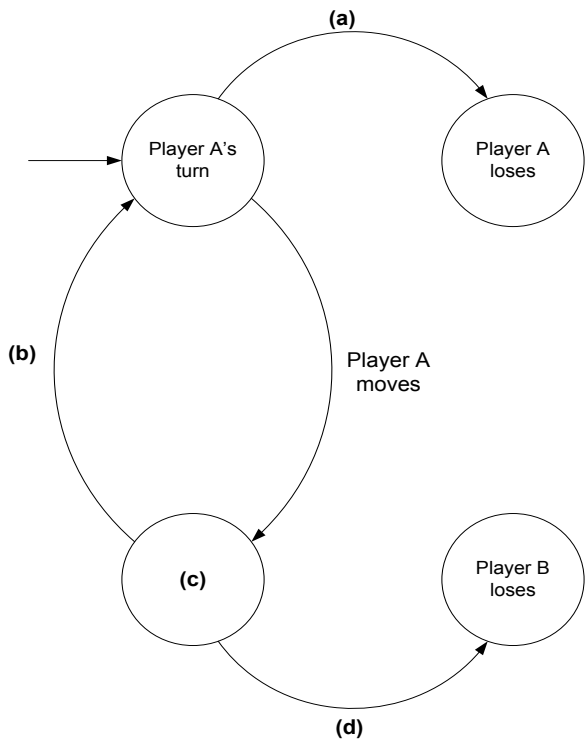 (a)
Player A's
turn
Player A
loses
(b)
Player A
moves
(c)
Player B
loses
(d)